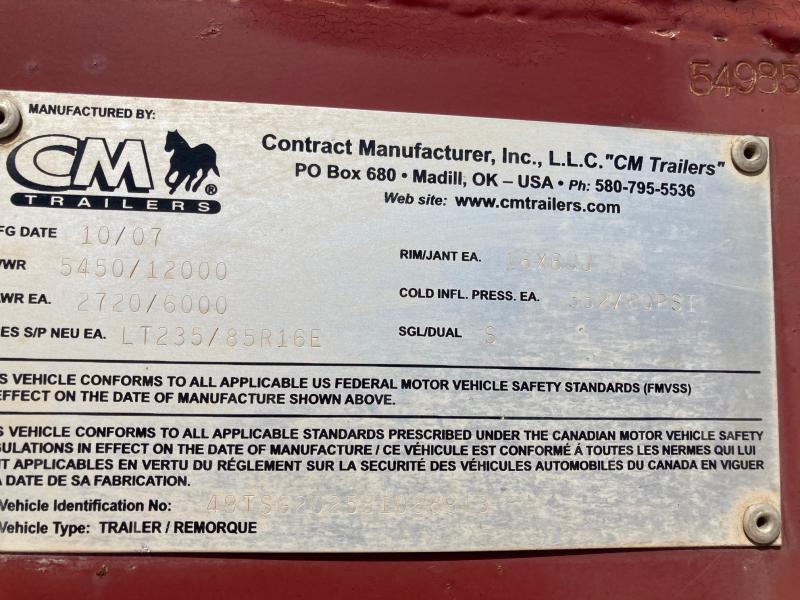 54985
MANUFACTURED BY:
CM ®
TRAILERS
Contract Manufacturer, Inc., L.L.C."CM Trailers"
PO Box 680 • Madill, OK – USA • Ph: 580-795-5536
Web site: www.cmtrailers.com
FG DATE 10/07
/WR 5450/12000
WR EA. 2720/6000
ES S/P NEU EA. LT235/85R16E
RIM/JANT EA.
COLD INFL. PRESS. EA.
SGL/DUAL S
S VEHICLE CONFORMS TO ALL APPLICABLE US FEDERAL MOTOR VEHICLE SAFETY STANDARDS (FMVSS)
EFFECT ON THE DATE OF MANUFACTURE SHOWN ABOVE.
S VEHICLE CONFORMS TO ALL APPLICABLE STANDARDS PRESCRIBED UNDER THE CANADIAN MOTOR VEHICLE SAFETY
GULATIONS IN EFFECT ON THE DATE OF MANUFACTURE / CE VÉHICULE EST CONFORMÉ À TOUTES LES NORMES QUI LUI
NT APPLICABLES EN VERTU DU RÉGLEMENT SUR LA SECURITÉ DES VÉHICULES AUTOMOBILES DU CANADA EN VIGUER
A DATE DE SA FABRICATION.
Vehicle Identification No:
Vehicle Type: TRAILER / REMORQUE